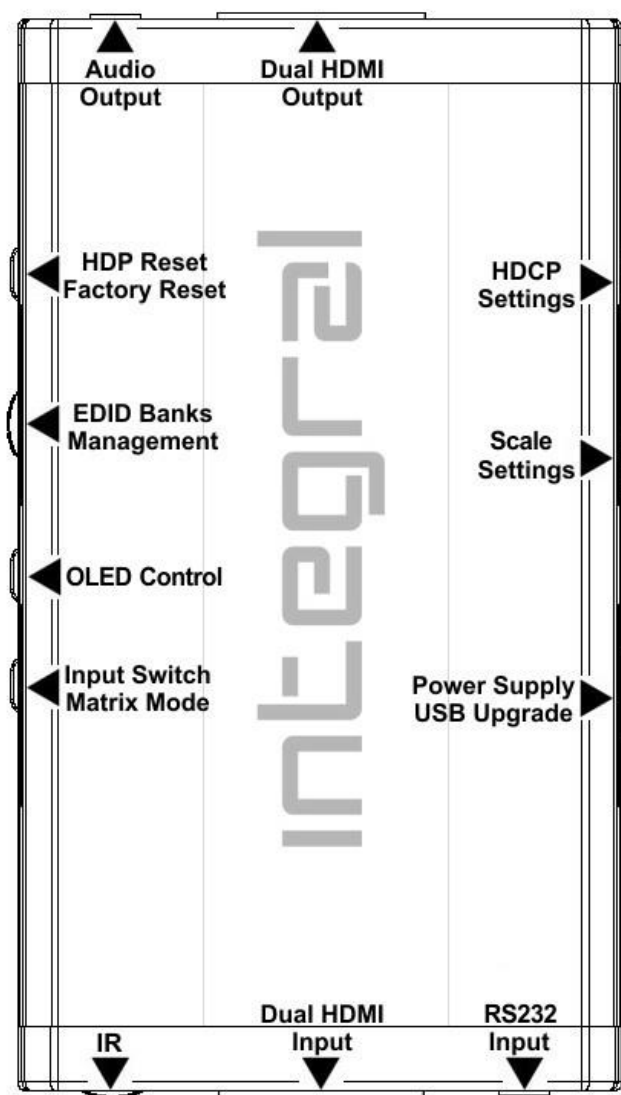 Audio
Output
Dual HDMI
Output
HDP Reset
Factory Reset
HDCP
Settings
EDID Banks
Management
Scale
Settings
OLED Control
Input Switch
Matrix Mode
Power Supply
USB Upgrade
integral
IR
Dual HDMI
Input
RS232
Input